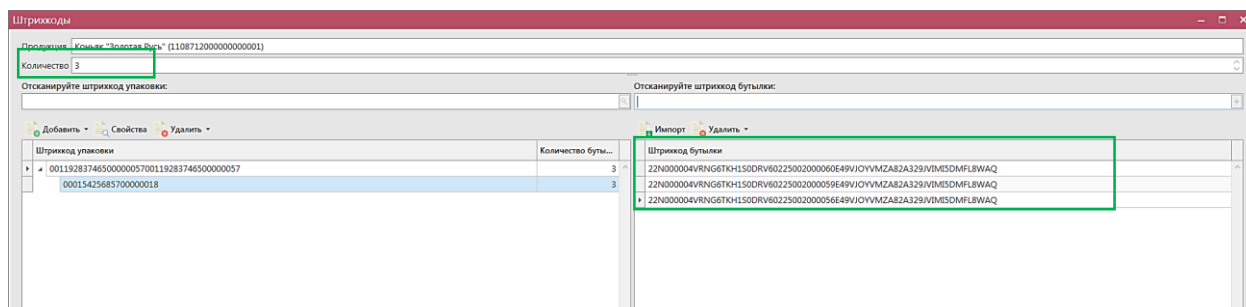 Штрихкоды
Продукция Коньяк "Золотая Русь" (1108712000000000001)
Количество 3
Отсканируйте штрихкод упаковки:
Отсканируйте штрихкод бутылки:
Добавить Свойства Удалить
Импорт Удалить
Штрихкод упаковки Количество буты...
Штрихкод бутылки
00119283746500000057001192837465000000057 3
00015425685700000018 3
22N000004VRNG6TKH1S0DRV60225002000060E49VJOYVMZA82A329JVIMI5DMFL8WAQ
22N000004VRNG6TKH1S0DRV60225002000059E49VJOYVMZA82A329JVIMI5DMFL8WAQ
22N000004VRNG6TKH1S0DRV60225002000056E49VJOYVMZA82A329JVIMI5DMFL8WAQ